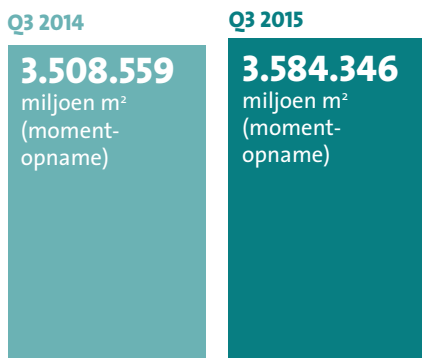 Q3 2014
3.508.559
miljoen m²
(moment-
opname)
Q3 2015
3.584.346
miljoen m²
(moment-
opname)